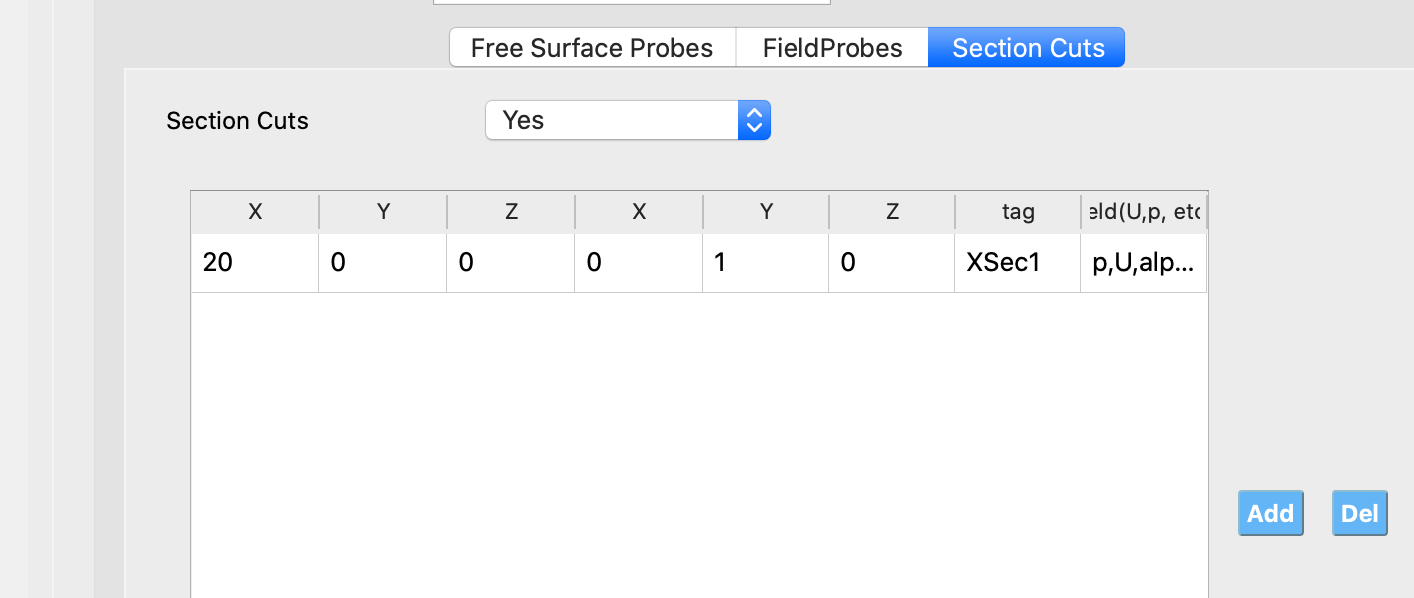 Free Surface Probes FieldProbes Section Cuts
Section Cuts Yes
X Y Z X Y Z tag eld(U,p, etc
20 0 0 0 1 0 XSec1 p,U,alp...
Add Del